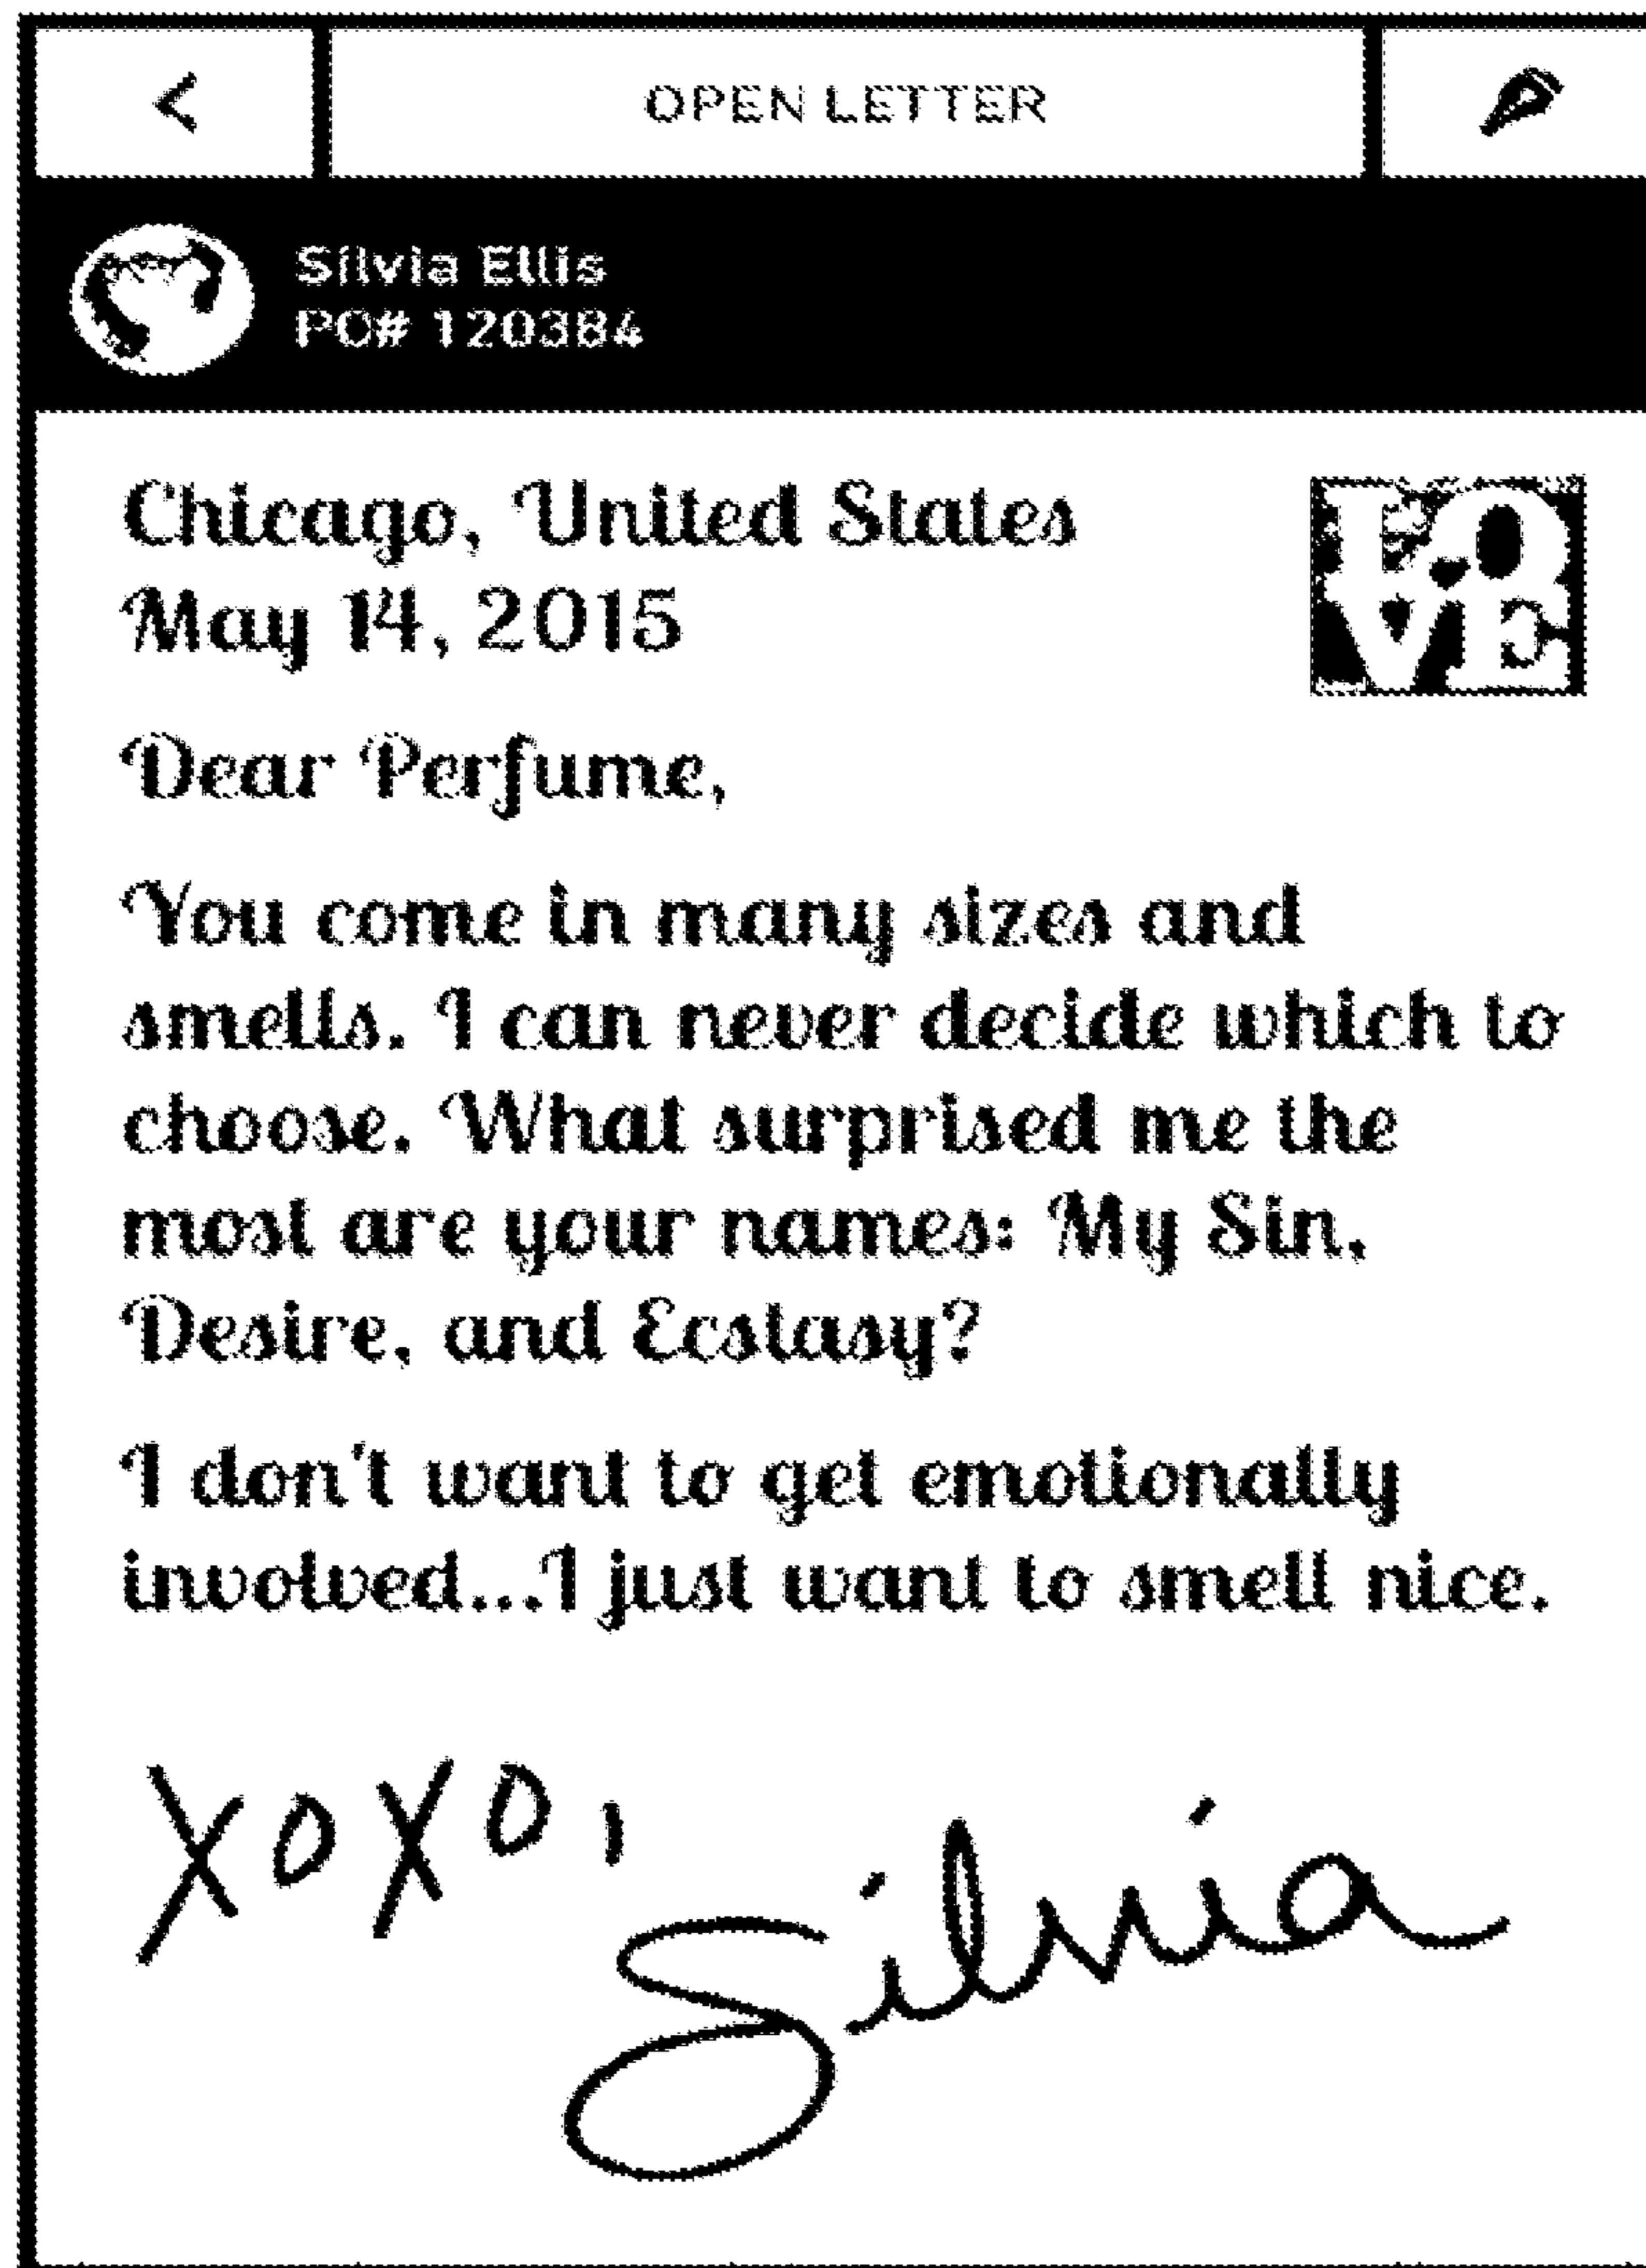 <
OPEN LETTER
Silvia Ellis
PO# 120384
Chicago, United States
May 14, 2015
LOVE
Dear Perfume,
You come in many sizes and
smells. I can never decide which to
choose. What surprised me the
most are your names: My Sin,
Desire, and Ecstasy?
I don't want to get emotionally
involved...I just want to smell nice.
XOXO,
Silvia